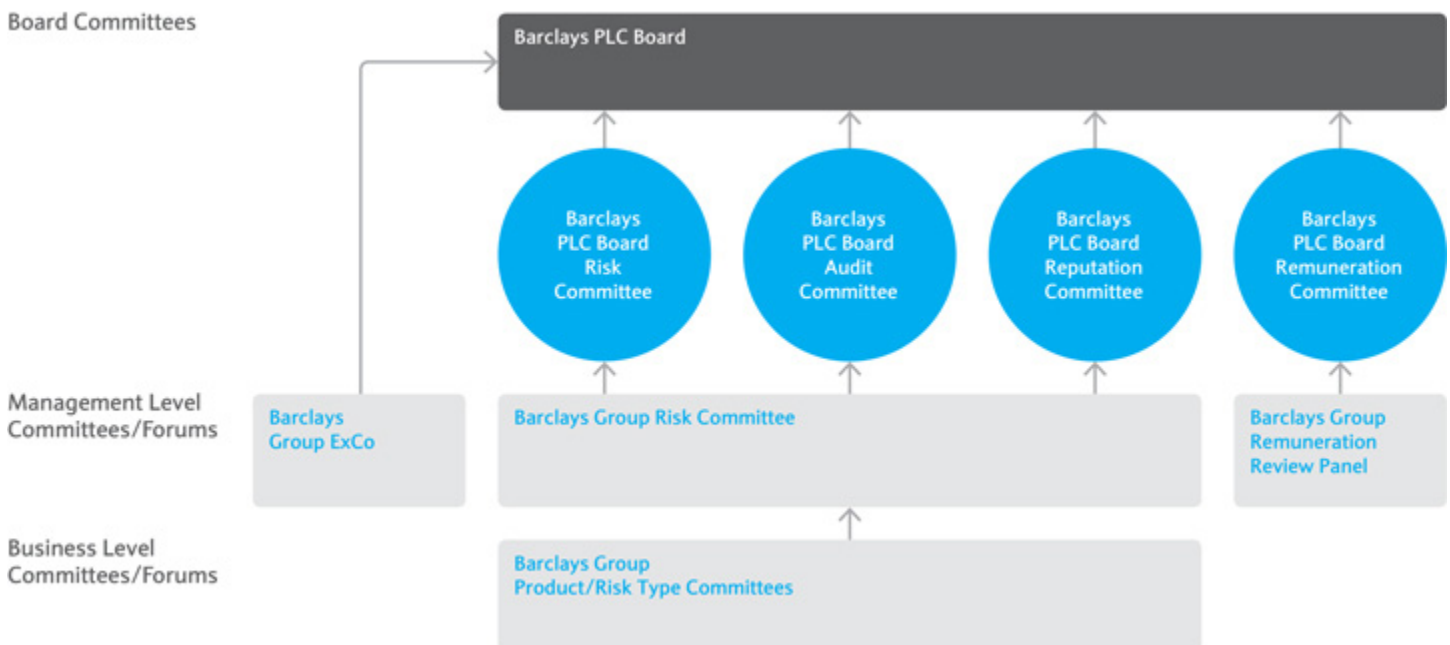 Board Committees
Barclays PLC Board
Barclays
PLC Board
Risk
Committee
Barclays
PLC Board
Audit
Committee
Barclays
PLC Board
Reputation
Committee
Barclays
PLC Board
Remuneration
Committee
Management Level
Committees/Forums
Barclays
Group ExCo
Barclays Group Risk Committee
Barclays Group
Remuneration
Review Panel
Business Level
Committees/Forums
Barclays Group
Product/Risk Type Committees